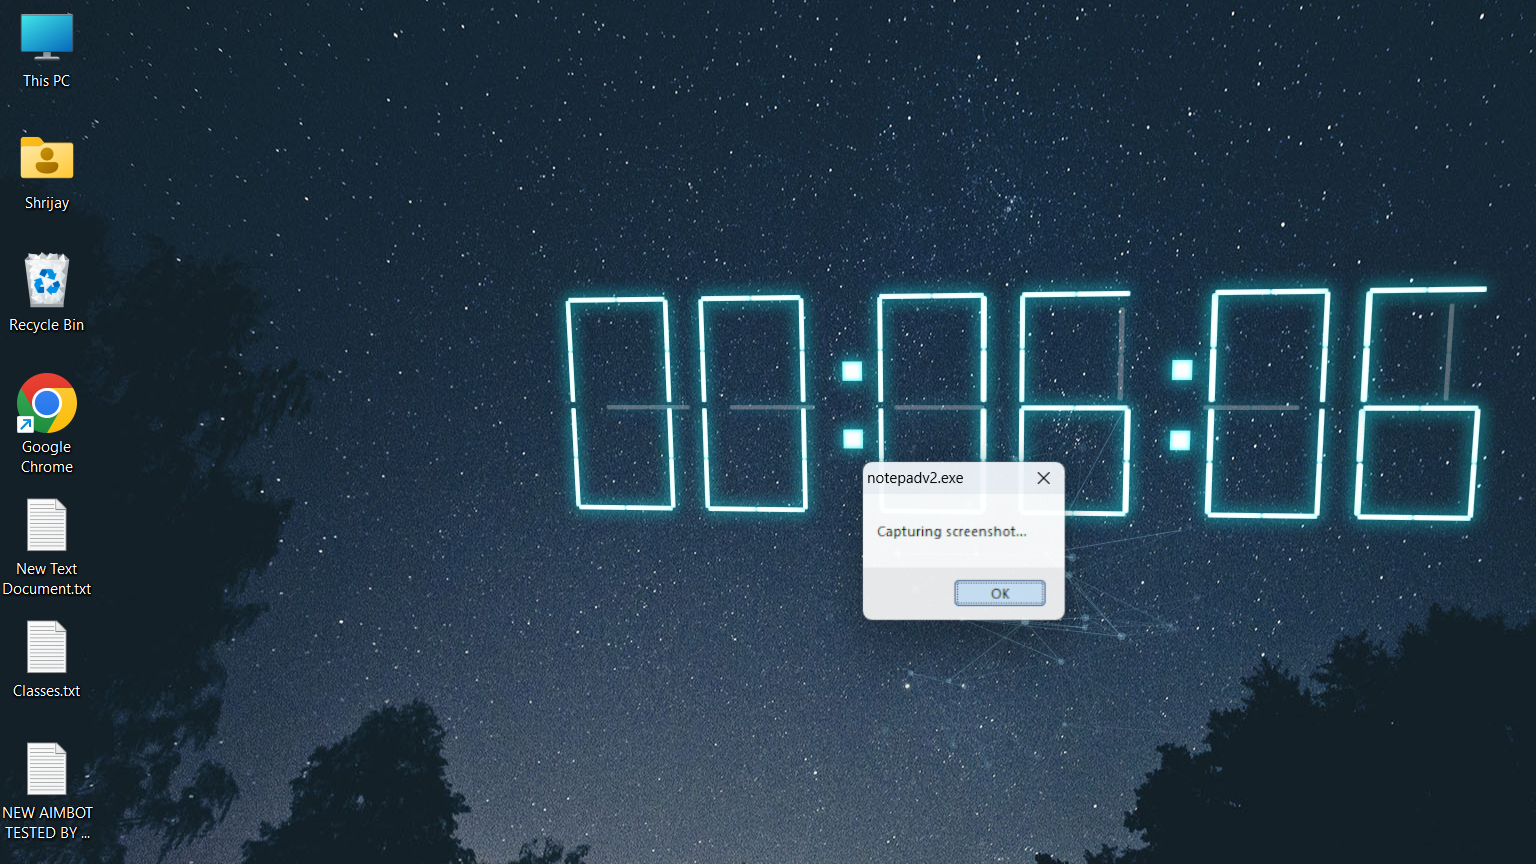 This PC
Shrijay
Recycle Bin
Google
Chrome
New Text
Document.txt
Classes.txt
NEW AIMBOT
TESTED BY ...
00:06:06
notepadv2.exe
Capturing screenshot...
OK